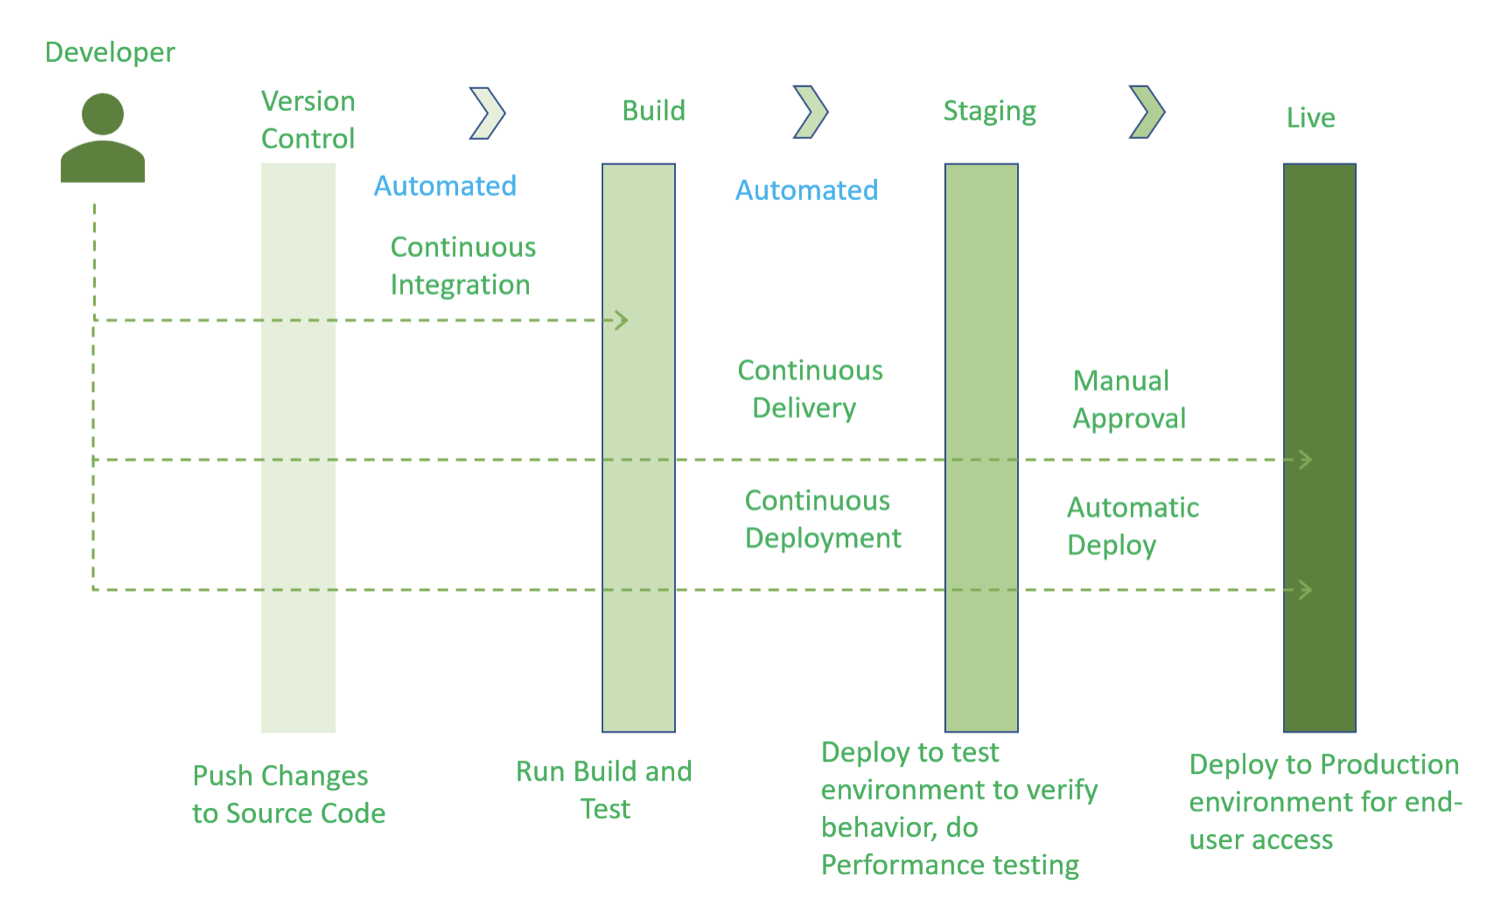 Developer
Version
Control
Build
Staging
Live
Automated
Automated
Continuous
Integration
Continuous
Delivery
Manual
Approval
Continuous
Deployment
Automatic
Deploy
Push Changes
to Source Code
Run Build and
Test
Deploy to test
environment to verify
behavior, do
Performance testing
Deploy to Production
environment for end-
user access